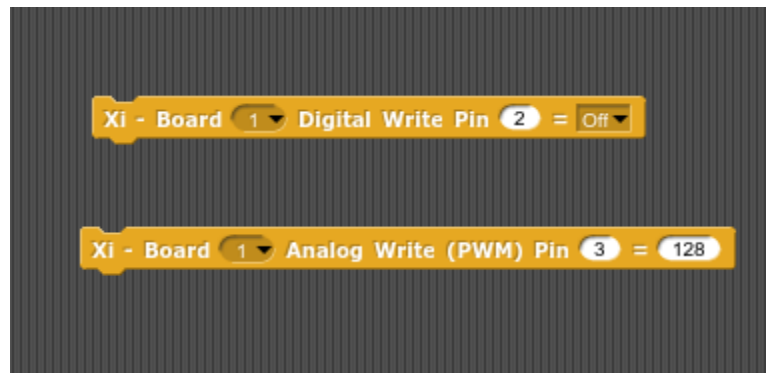 Xi - Board 1 Digital Write Pin 2 = Off
Xi - Board 1 Analog Write (PWM) Pin 3 = 128